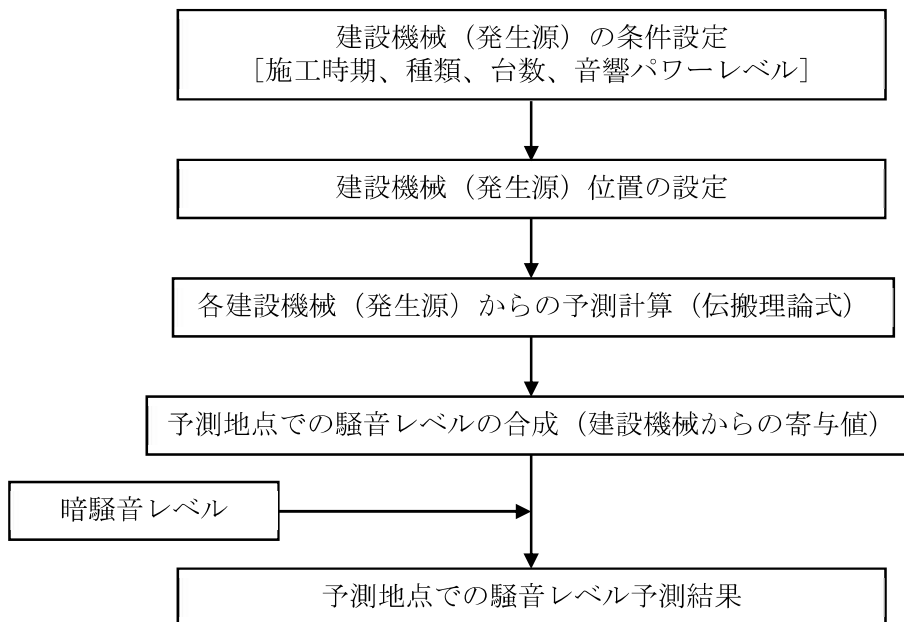 建設機械（発生源）の条件設定
［施工時期、種類、台数、音響パワーレベル］
建設機械（発生源）位置の設定
各建設機械（発生源）からの予測計算（伝搬理論式）
予測地点での騒音レベルの合成（建設機械からの寄与値）
暗騒音レベル
予測地点での騒音レベル予測結果